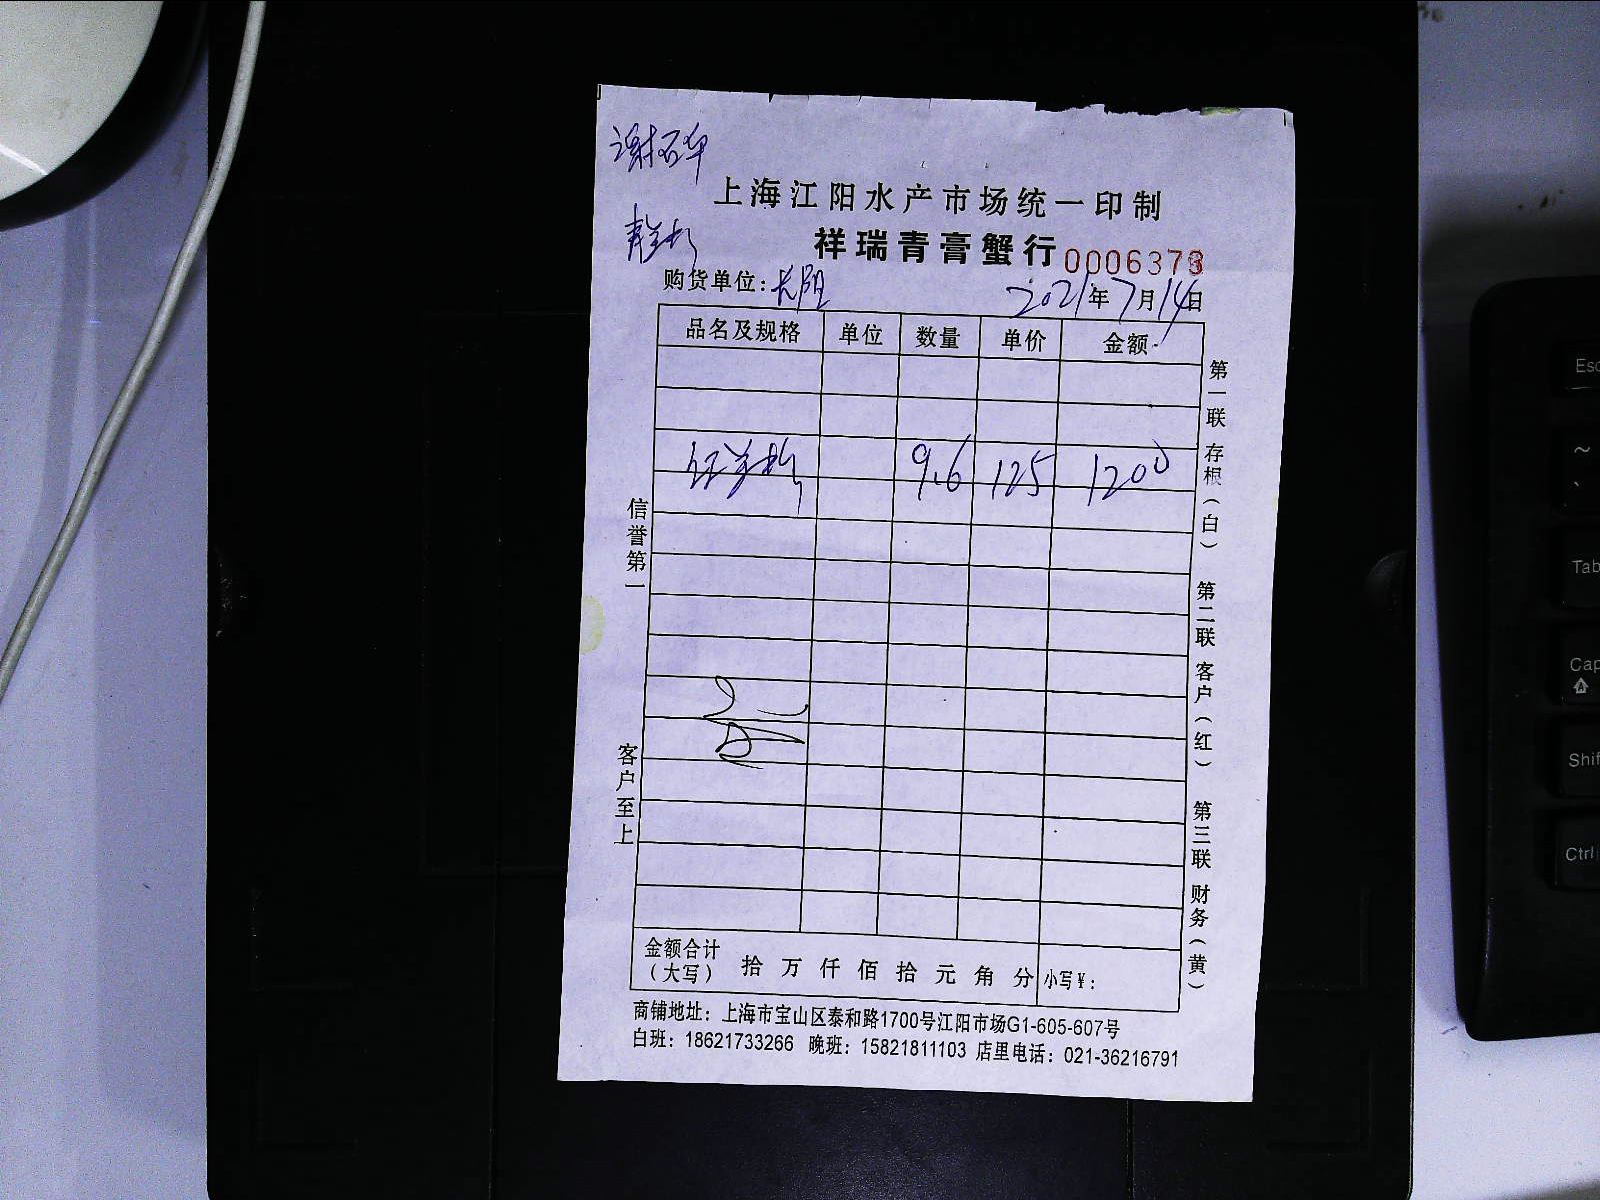 上海江阳水产市场统一印制
祥瑞青膏蟹行
购货单位：长阳
2021年7月14日
品名及规格 单位 数量 单价 金额
9.6 125 1200
信誉第一
客户至上
第一联 存根（白） 第二联 客户（红） 第三联 财务（黄）
金额合计（大写） 拾 万 仟 佰 拾 元 角 分 小写¥：
商铺地址：上海市宝山区泰和路1700号江阳市场G1-605-607号
白班：18621733266 晚班：15821811103 店里电话：021-36216791
Esc
~
、
Tab
Cap
Shif
Ctrl